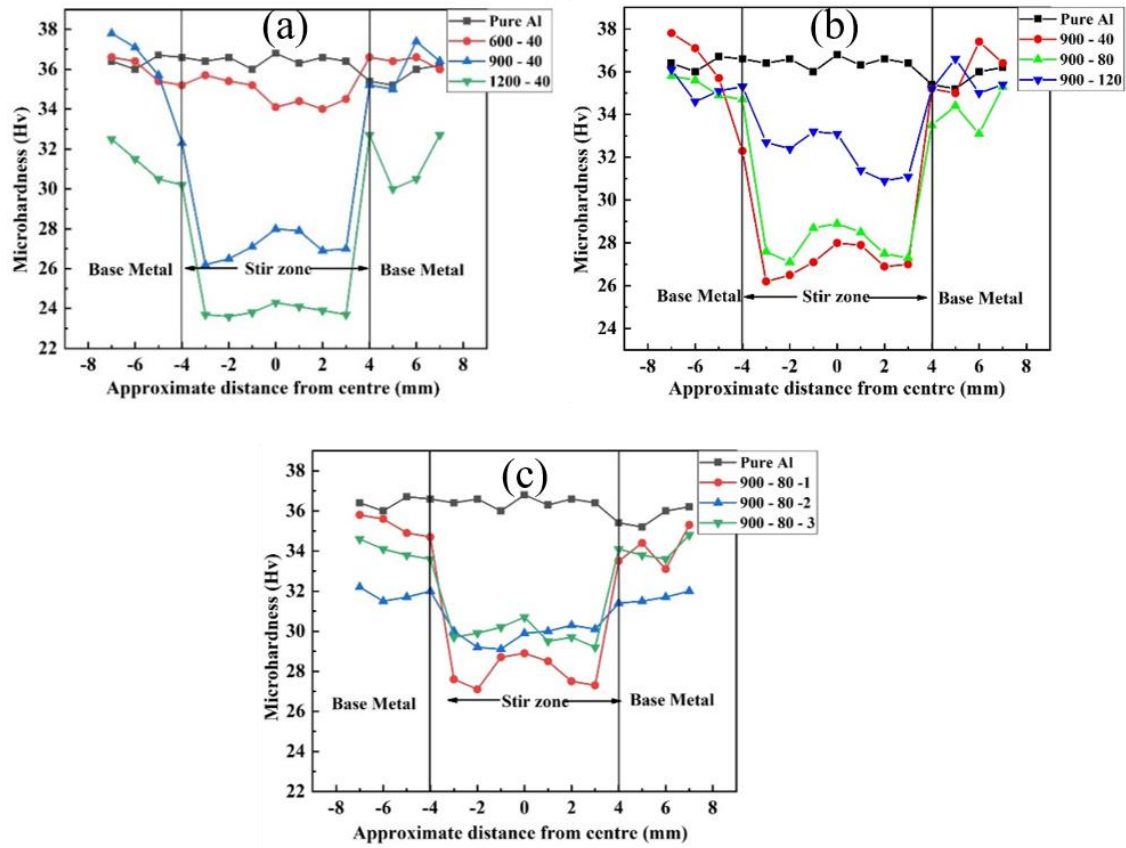 (a)
Pure Al
600 - 40
900 - 40
1200 - 40
38
36
34
32
30
28
26
24
22
Microhardness (Hv)
Base Metal
Stir zone
Base Metal
-8 -6 -4 -2 0 2 4 6 8
Approximate distance from centre (mm)
(b)
Pure Al
900 - 40
900 - 80
900 - 120
38
36
34
32
30
28
26
24
Microhardness (Hv)
Base Metal
Stir zone
Base Metal
-8 -6 -4 -2 0 2 4 6 8
Approximate distance from centre (mm)
(c)
Pure Al
900 - 80 -1
900 - 80 -2
900 - 80 - 3
38
36
34
32
30
28
26
24
22
Microhardness (Hv)
Base Metal
Stir zone
Base Metal
-8 -6 -4 -2 0 2 4 6 8
Approximate distance from centre (mm)